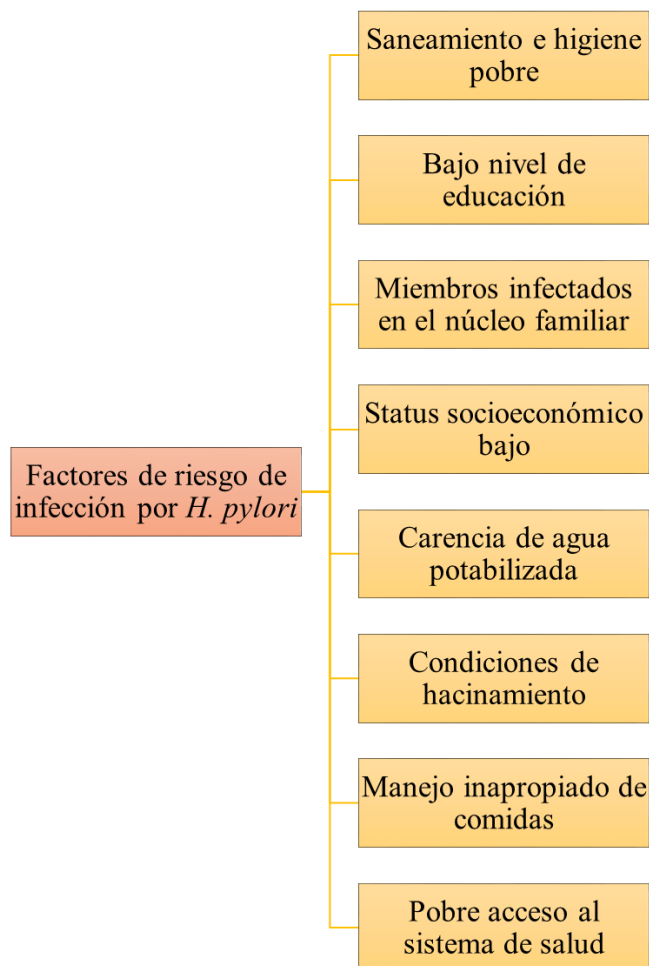 Saneamiento e higiene
pobre
Bajo nivel de
educación
Miembros infectados
en el núcleo familiar
Status socioeconómico
bajo
Factores de riesgo de
infección por H. pylori
Carencia de agua
potabilizada
Condiciones de
hacinamiento
Manejo inapropiado de
comidas
Pobre acceso al
sistema de salud